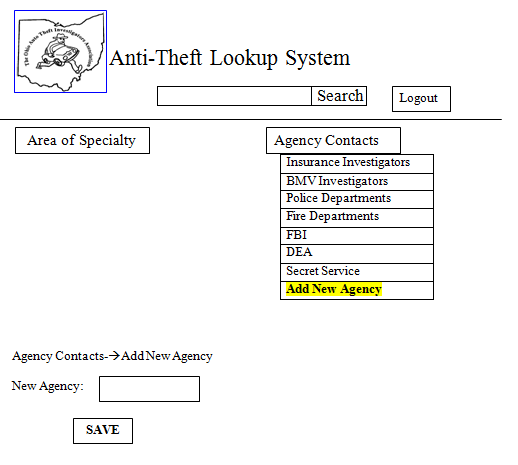 The Ohio Auto Theft Investigators Association
Anti-Theft Lookup System
Search
Logout
Area of Specialty
Agency Contacts
Insurance Investigators
BMV Investigators
Police Departments
Fire Departments
FBI
DEA
Secret Service
Add New Agency
Agency Contacts-→Add New Agency
New Agency:
SAVE